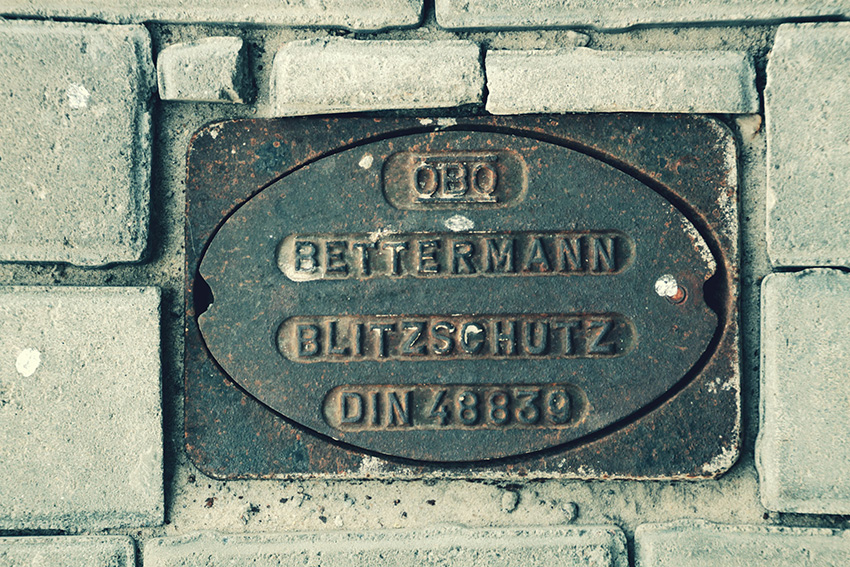 OBO
BETTERMANN
BLITZSCHUTZ
DIN 48839